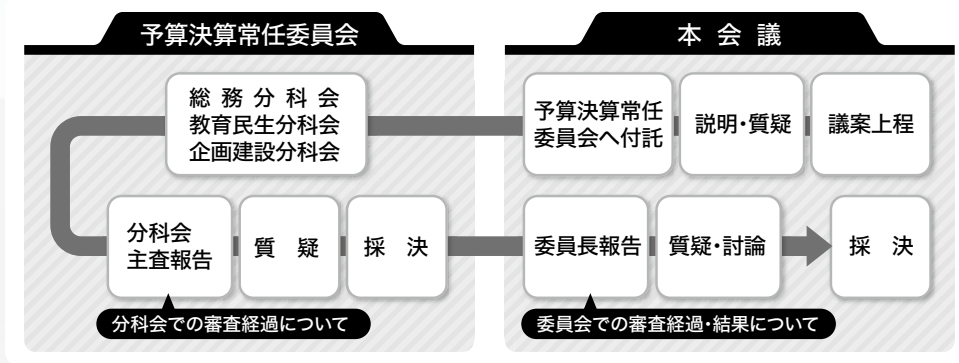 予算決算常任委員会
総務分科会
教育民生分科会
企画建設分科会
分科会
主査報告
質疑
採決
分科会での審査経過について
本会議
予算決算常任
委員会へ付託
説明・質疑
議案上程
委員長報告
質疑・討論
採決
委員会での審査経過・結果について